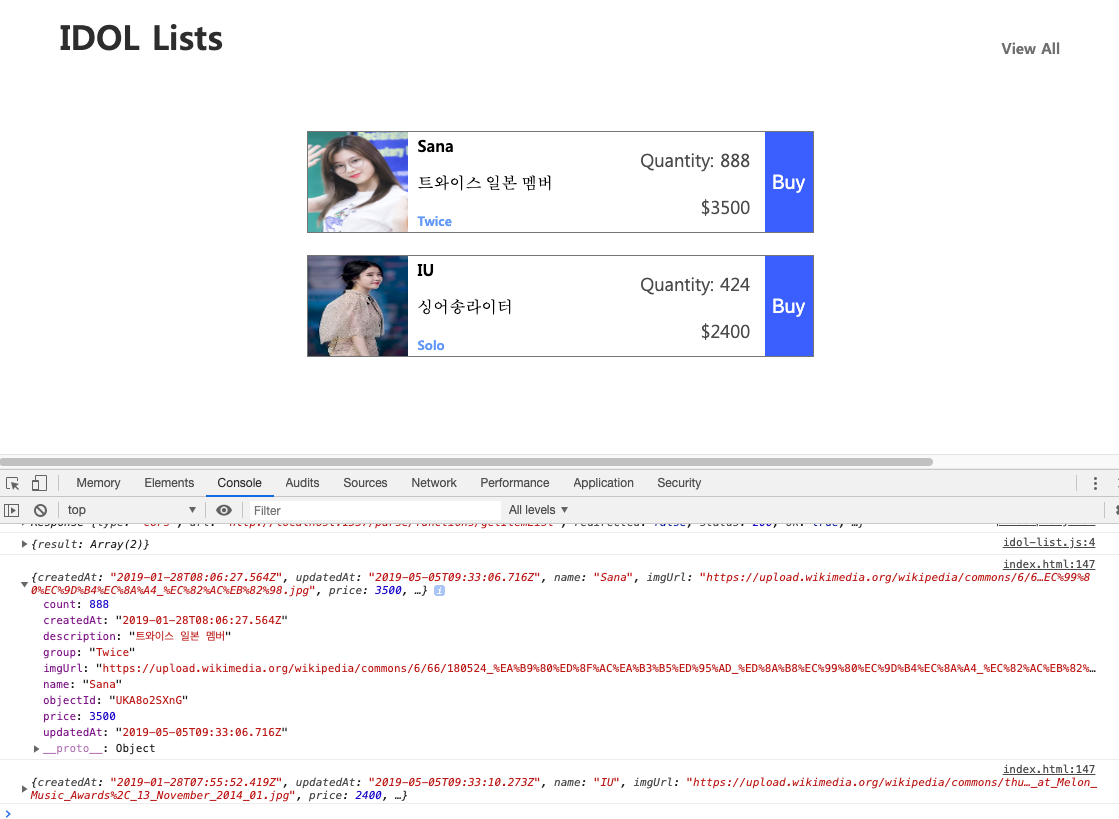 IDOL Lists
View All
Sana
Quantity: 888
트와이스 일본 멤버
$3500
Twice
Buy
IU
Quantity: 424
싱어송라이터
$2400
Solo
Buy
Memory Elements Console Audits Sources Network Performance Application Security
top Filter All levels
{result: Array(2)} idol-list.js:4
index.html:147
{createdAt: "2019-01-28T08:06:27.564Z", updatedAt: "2019-05-05T09:33:06.716Z", name: "Sana", imgUrl: "https://upload.wikimedia.org/wikipedia/commons/6/6…EC%99%8
0%EC%9D%B4%EC%8A%A4_%EC%82%AC%EB%82%98.jpg", price: 3500, …}
count: 888
createdAt: "2019-01-28T08:06:27.564Z"
description: "트와이스 일본 멤버"
group: "Twice"
imgUrl: "https://upload.wikimedia.org/wikipedia/commons/6/66/180524_%EA%B9%80%ED%8F%AC%EA%B3%B5%ED%95%AD_%ED%8A%B8%EC%99%80%EC%9D%B4%EC%8A%A4_%EC%82%AC%EB%82%…
name: "Sana"
objectId: "UKA8o2SXnG"
price: 3500
updatedAt: "2019-05-05T09:33:06.716Z"
__proto__: Object
index.html:147
{createdAt: "2019-01-28T07:55:52.419Z", updatedAt: "2019-05-05T09:33:10.273Z", name: "IU", imgUrl: "https://upload.wikimedia.org/wikipedia/commons/thu…_at_Melon_
Music_Awards%2C_13_November_2014_01.jpg", price: 2400, …}